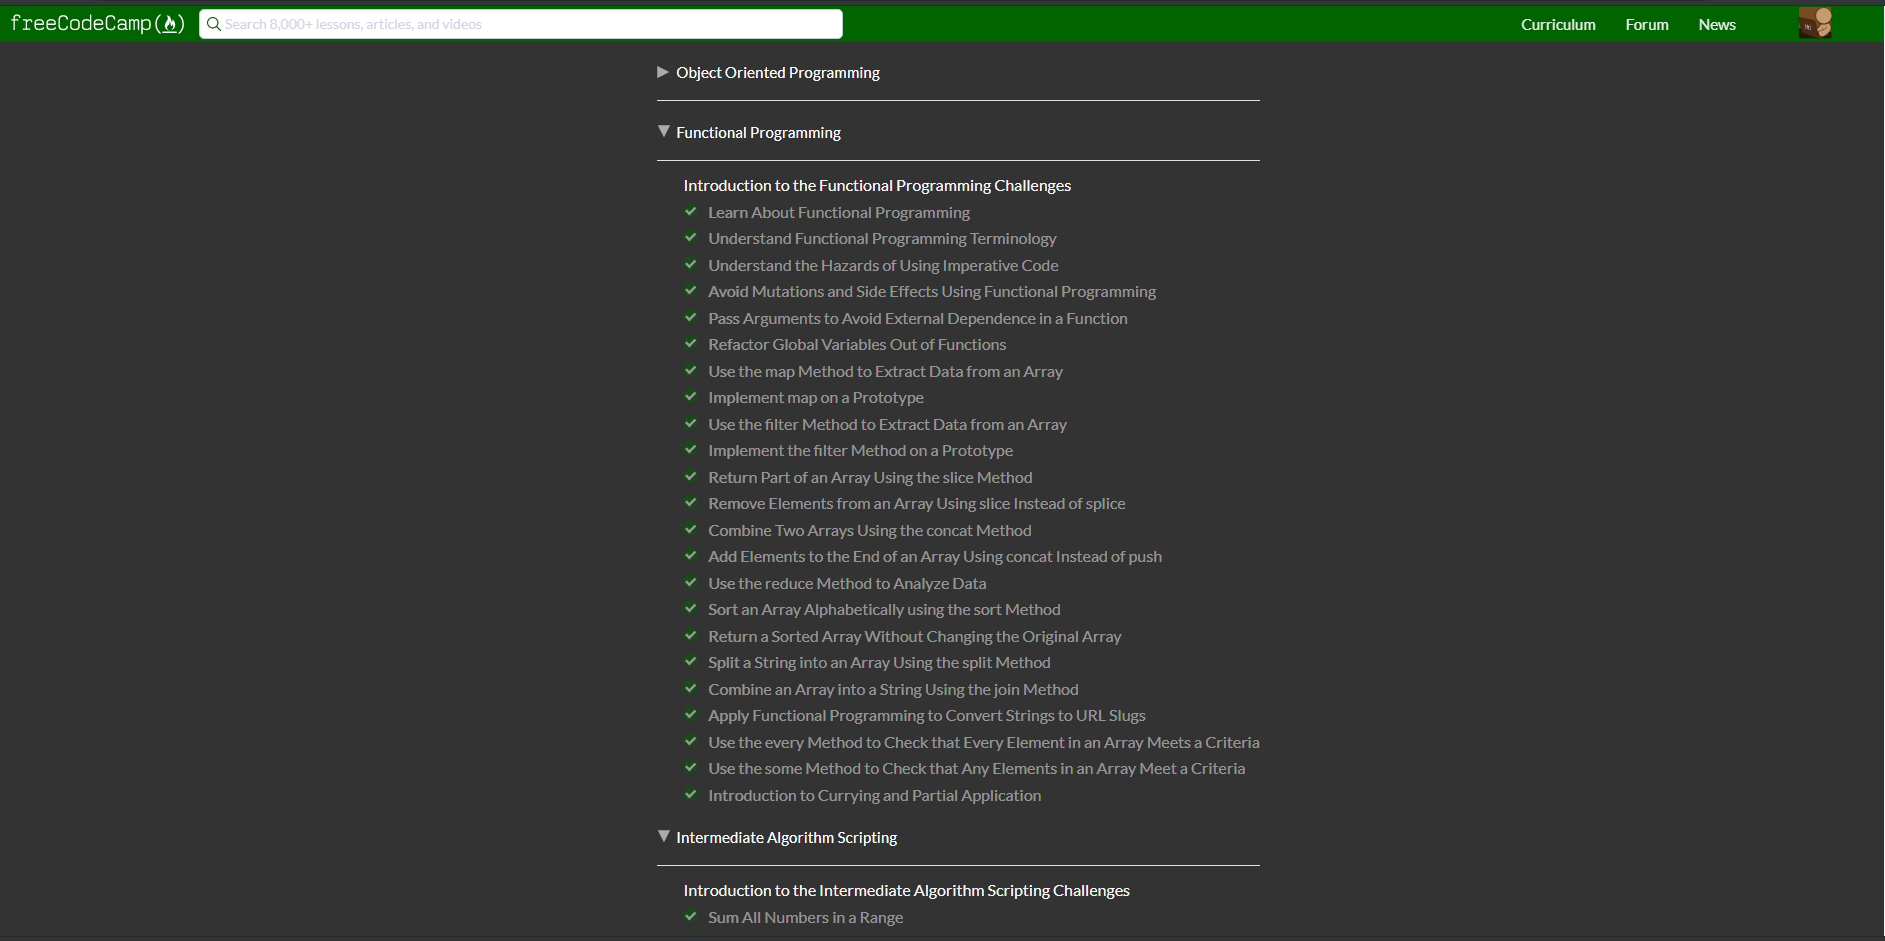 freeCodeCamp
Search 8,000+ lessons, articles, and videos
Curriculum
Forum
News
Object Oriented Programming
Functional Programming
Introduction to the Functional Programming Challenges
Learn About Functional Programming
Understand Functional Programming Terminology
Understand the Hazards of Using Imperative Code
Avoid Mutations and Side Effects Using Functional Programming
Pass Arguments to Avoid External Dependence in a Function
Refactor Global Variables Out of Functions
Use the map Method to Extract Data from an Array
Implement map on a Prototype
Use the filter Method to Extract Data from an Array
Implement the filter Method on a Prototype
Return Part of an Array Using the slice Method
Remove Elements from an Array Using slice Instead of splice
Combine Two Arrays Using the concat Method
Add Elements to the End of an Array Using concat Instead of push
Use the reduce Method to Analyze Data
Sort an Array Alphabetically using the sort Method
Return a Sorted Array Without Changing the Original Array
Split a String into an Array Using the split Method
Combine an Array into a String Using the join Method
Apply Functional Programming to Convert Strings to URL Slugs
Use the every Method to Check that Every Element in an Array Meets a Criteria
Use the some Method to Check that Any Elements in an Array Meet a Criteria
Introduction to Currying and Partial Application
Intermediate Algorithm Scripting
Introduction to the Intermediate Algorithm Scripting Challenges
Sum All Numbers in a Range